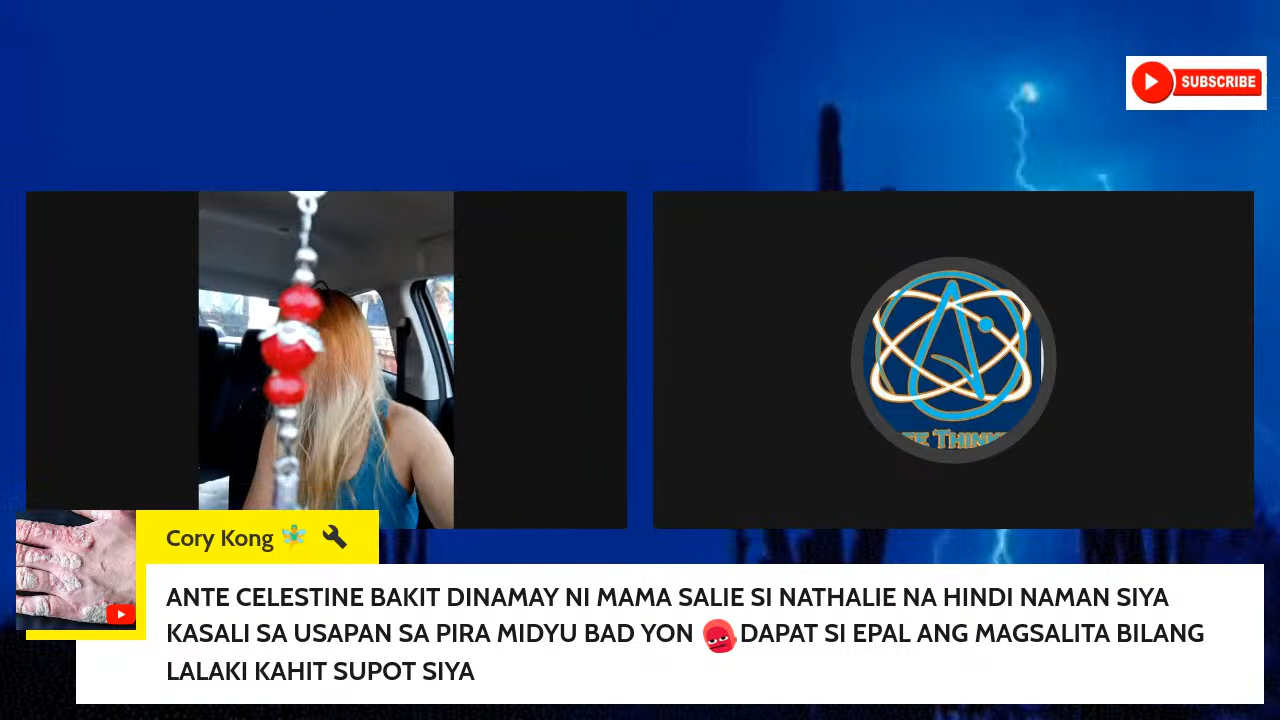 SUBSCRIBE
THINK
Cory Kong
ANTE CELESTINE BAKIT DINAMAY NI MAMA SALIE SI NATHALIE NA HINDI NAMAN SIYA
KASALI SA USAPAN SA PIRA MIDYU BAD YON DAPAT SI EPAL ANG MAGSALITA BILANG
LALAKI KAHIT SUPOT SIYA